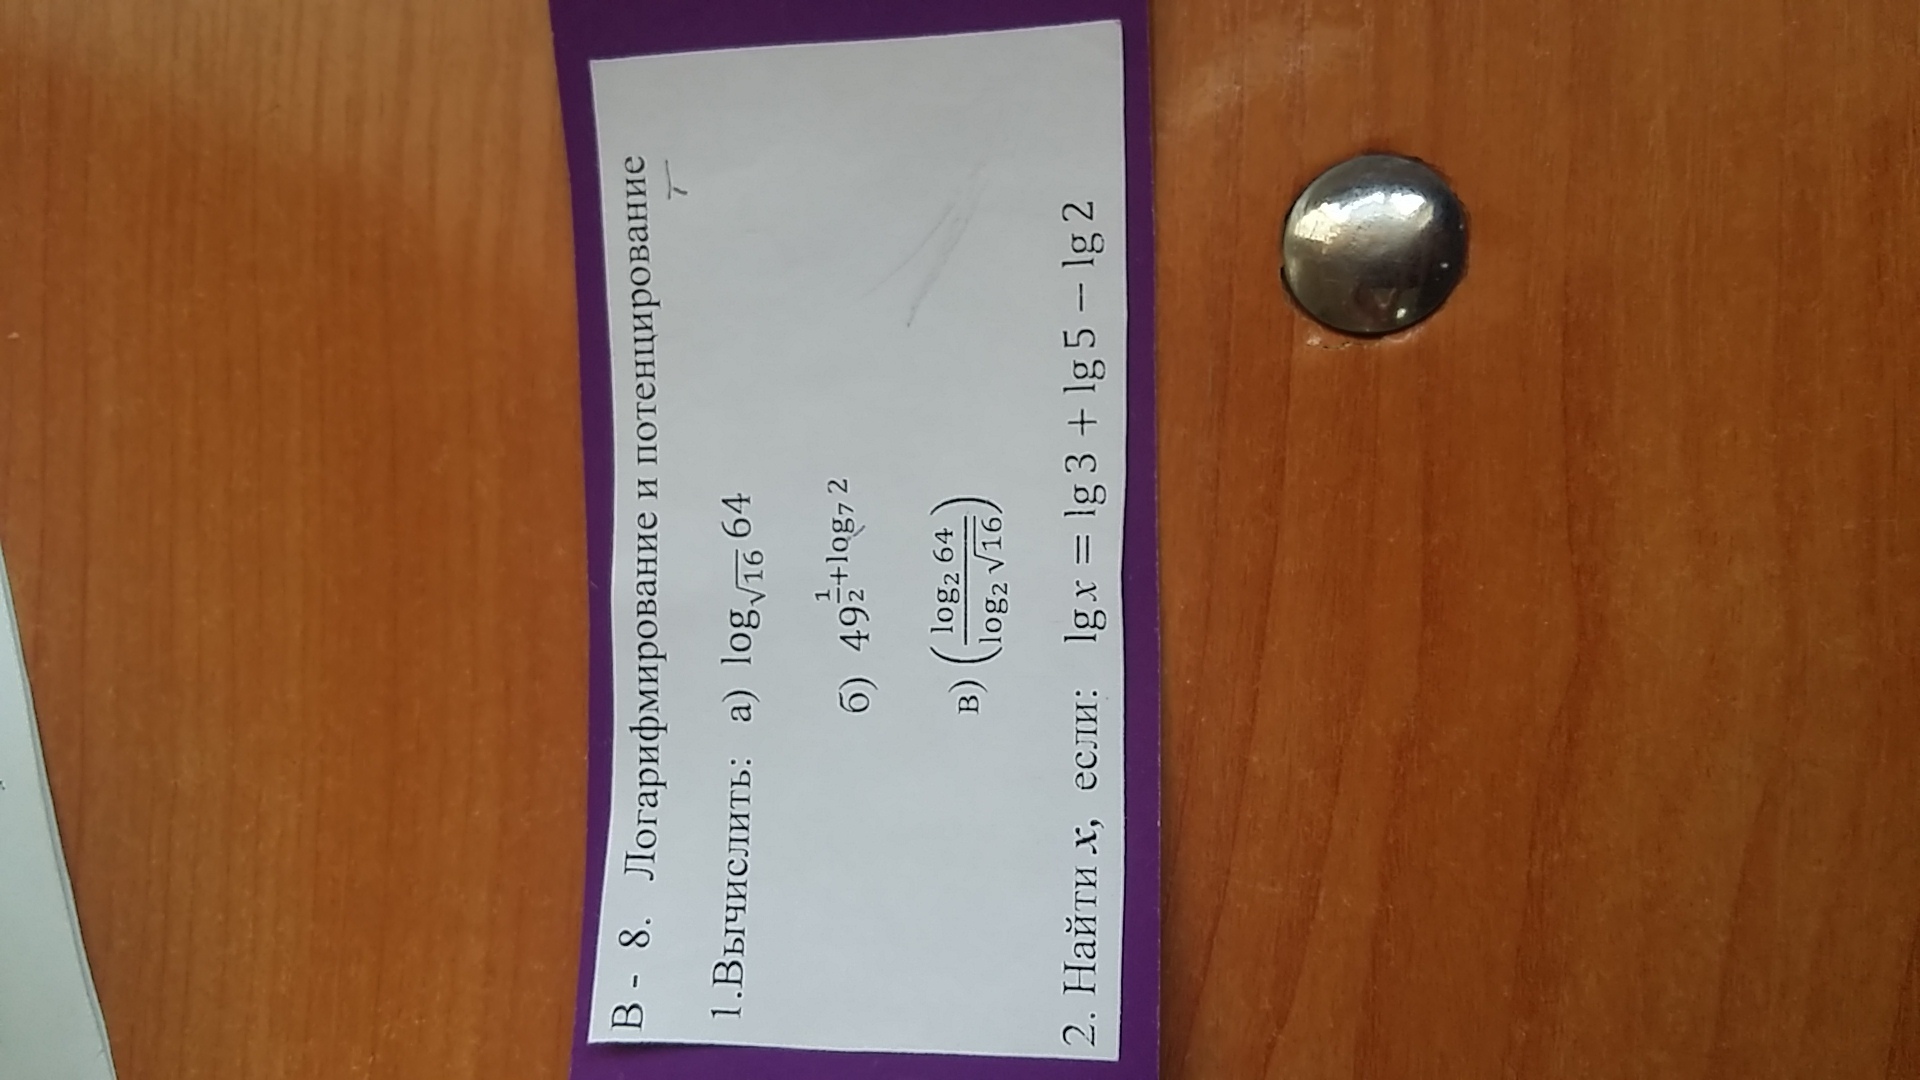 В - 8. Логарифмирование и потенцирование
1.Вычислить: а) log√16 64
б) 49^(1/2+log₇ 2)
в) (log₂ 64 / log₂ √16)
2. Найти x, если: lg x = lg 3 + lg 5 − lg 2